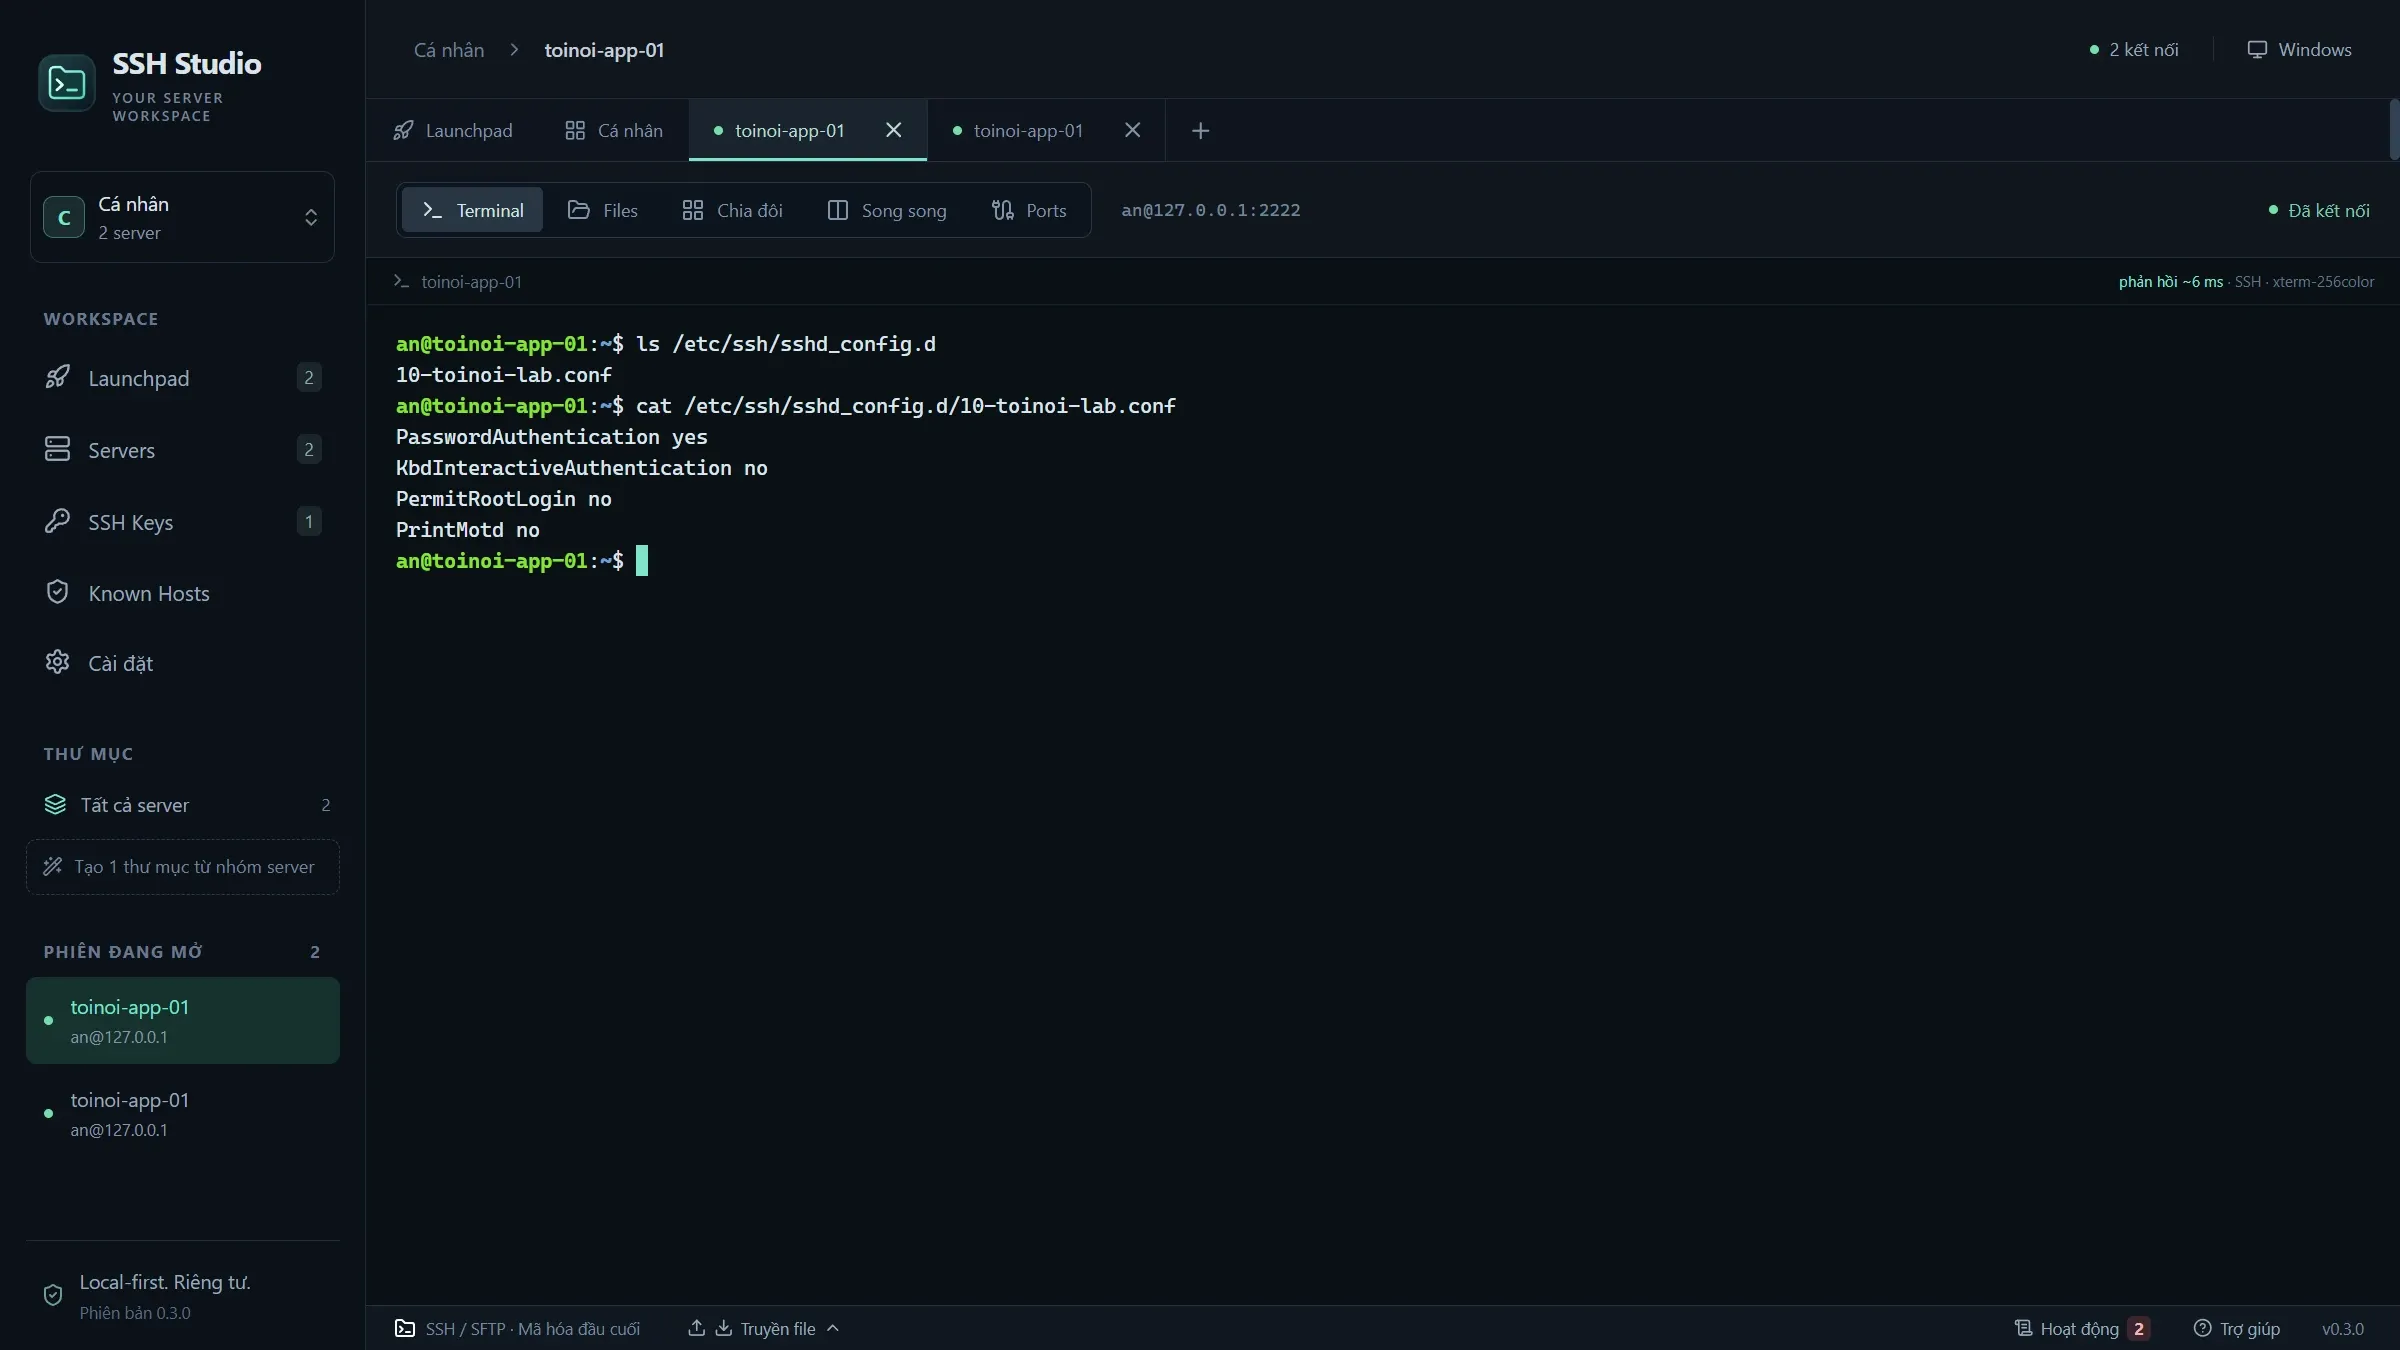 SSH Studio
YOUR SERVER
WORKSPACE
C
Cá nhân
2 server
WORKSPACE
Launchpad 2
Servers 2
SSH Keys 1
Known Hosts
Cài đặt
THƯ MỤC
Tất cả server 2
Tạo 1 thư mục từ nhóm server
PHIÊN ĐANG MỞ 2
toinoi-app-01
an@127.0.0.1
toinoi-app-01
an@127.0.0.1
Local-first. Riêng tư.
Phiên bản 0.3.0
Cá nhân > toinoi-app-01
2 kết nối
Windows
Launchpad
Cá nhân
toinoi-app-01
toinoi-app-01
Terminal
Files
Chia đôi
Song song
Ports
an@127.0.0.1:2222
Đã kết nối
toinoi-app-01
phản hồi ~6 ms · SSH · xterm-256color
an@toinoi-app-01:~$ ls /etc/ssh/sshd_config.d
10-toinoi-lab.conf
an@toinoi-app-01:~$ cat /etc/ssh/sshd_config.d/10-toinoi-lab.conf
PasswordAuthentication yes
KbdInteractiveAuthentication no
PermitRootLogin no
PrintMotd no
an@toinoi-app-01:~$
SSH / SFTP · Mã hóa đầu cuối
Truyền file
Hoạt động 2
Trợ giúp
v0.3.0